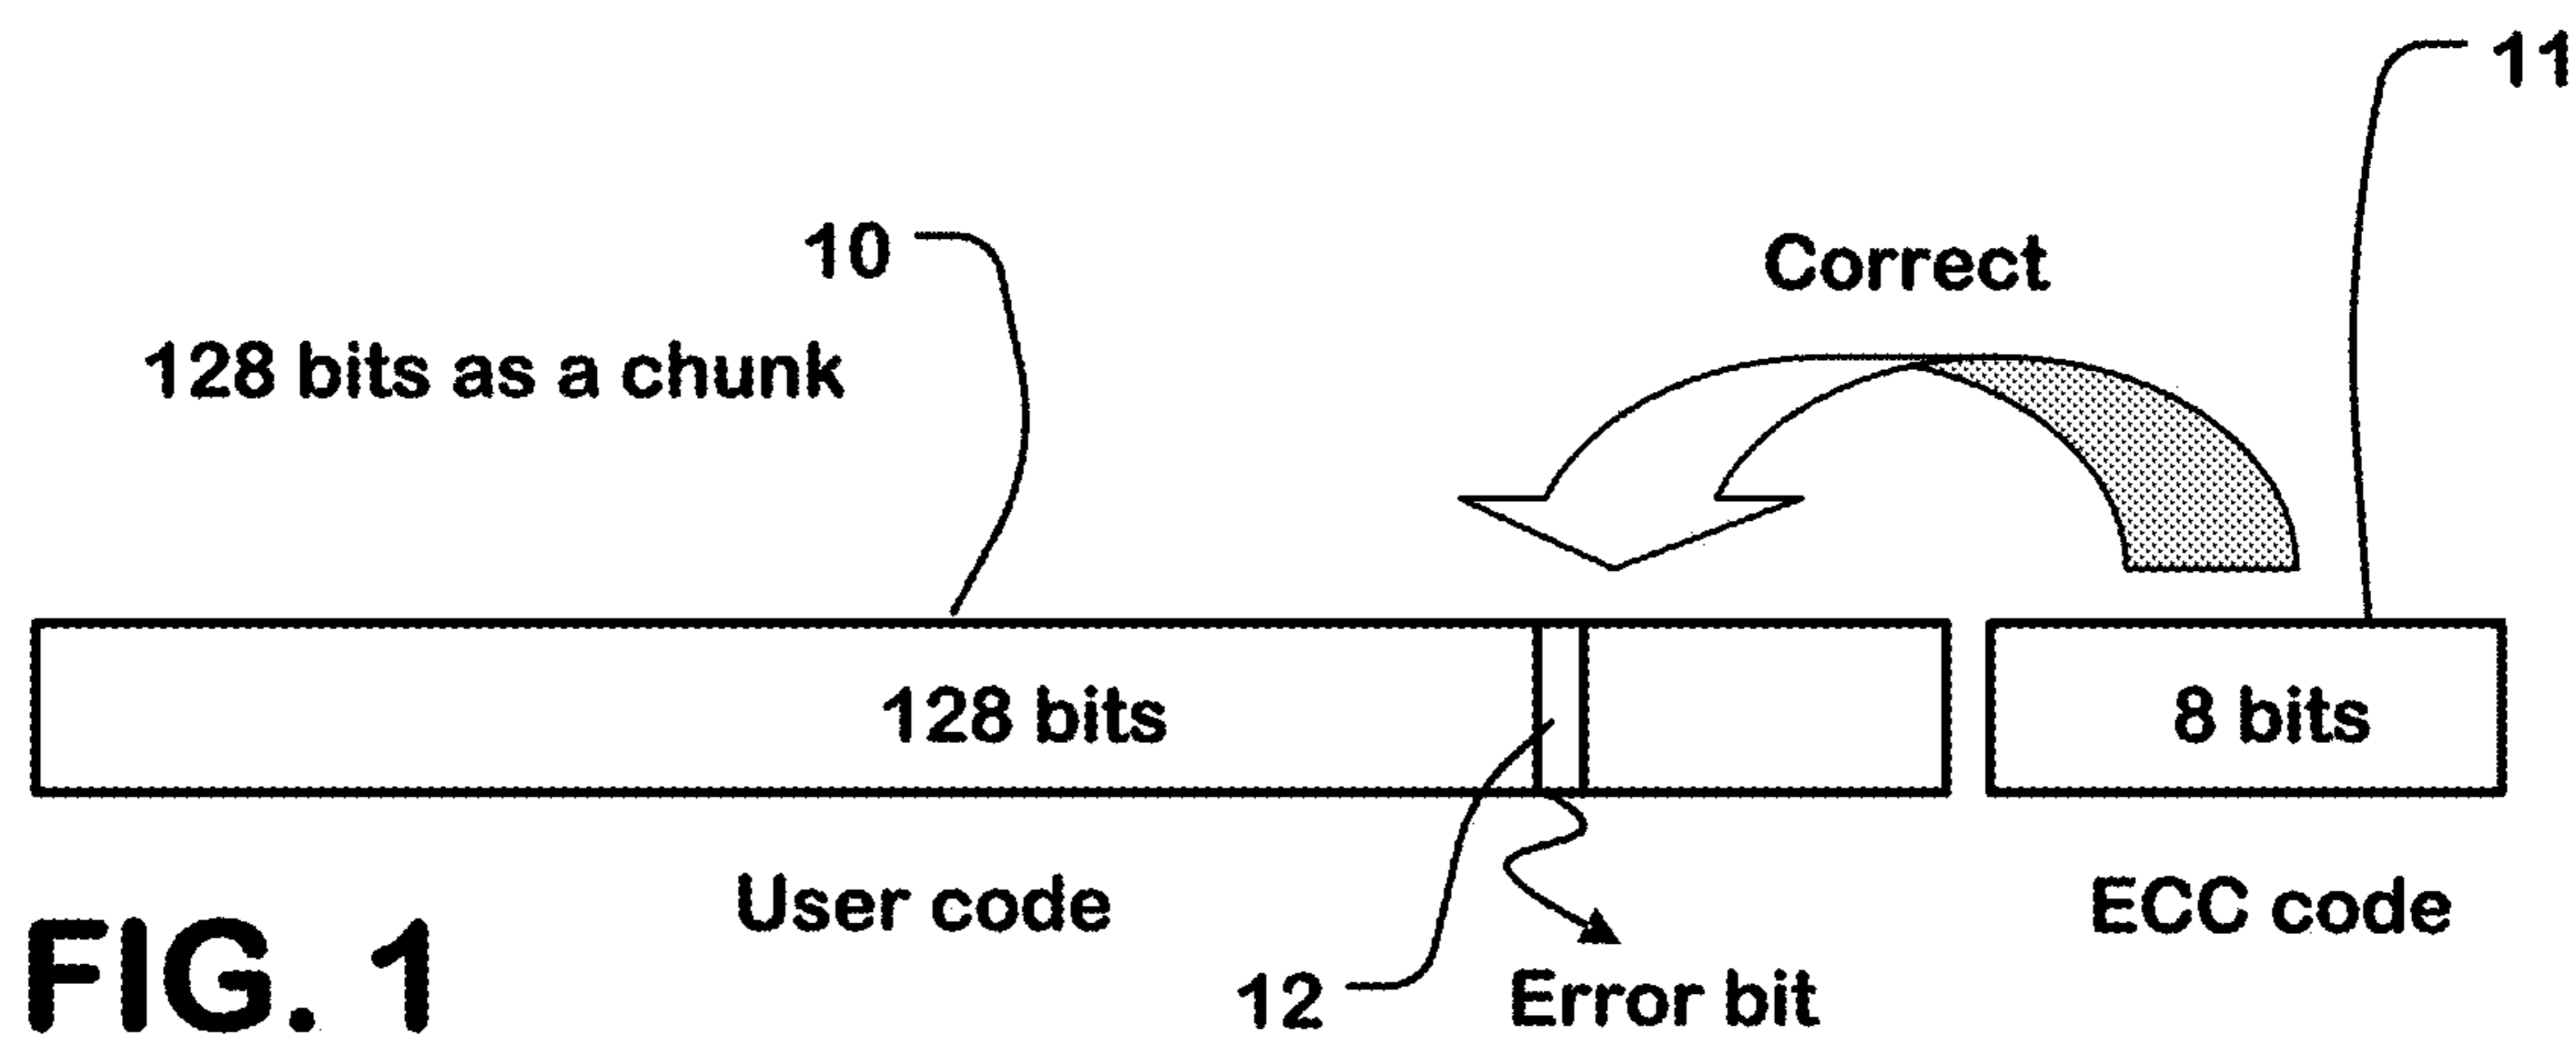 11
10
Correct
128 bits as a chunk
128 bits
8 bits
User code
ECC code
FIG. 1
12
Error bit